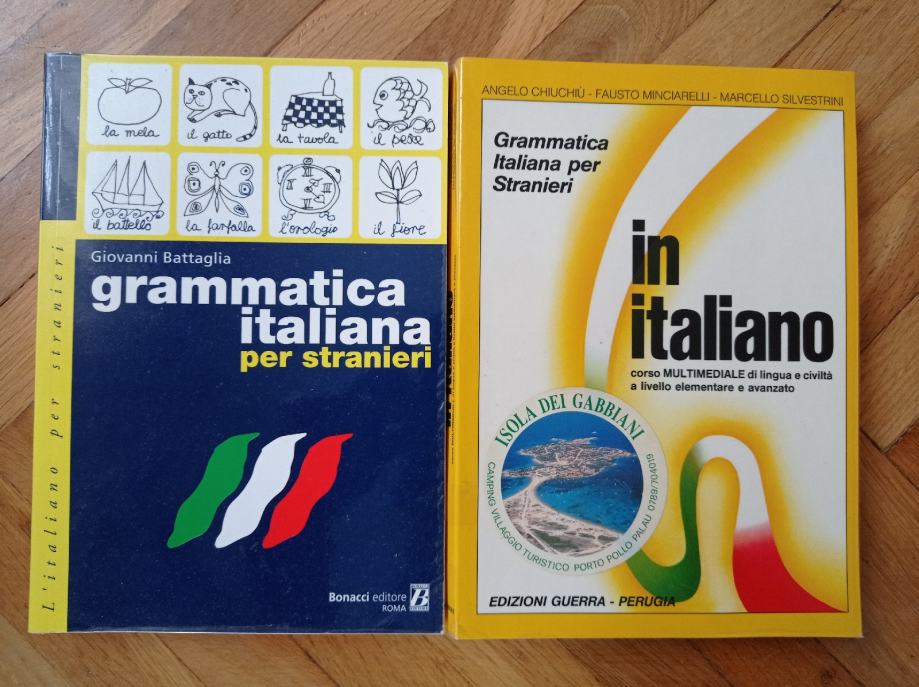 la mela
il gatto
la tavola
il pesce
il battello
la farfalla
l'orologio
il fiore
Giovanni Battaglia
grammatica
italiana
per stranieri
L'italiano per stranieri
Bonacci editore
ROMA
B
ANGELO CHIUCHIÙ - FAUSTO MINCIARELLI - MARCELLO SILVESTRINI
Grammatica
Italiana per
Stranieri
in
italiano
corso MULTIMEDIALE di lingua e civiltà
a livello elementare e avanzato
ISOLA DEI GABBIANI
CAMPING VILLAGGIO TURISTICO PORTO POLLO PALAU 0789/704019
EDIZIONI GUERRA - PERUGIA